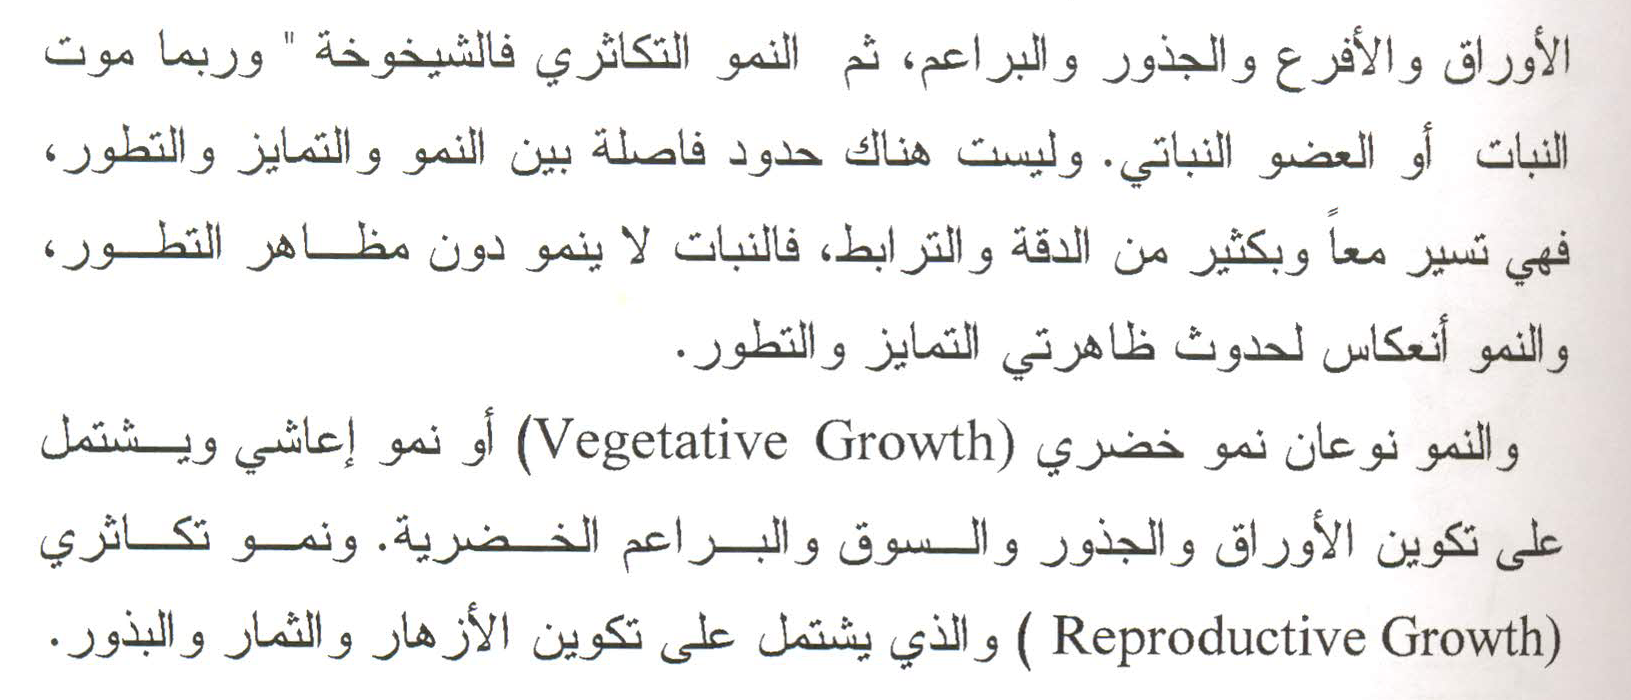 الأوراق والأفرع والجذور والبراعم، ثم النمو التكاثري فالشيخوخة " وربما موت
النبات أو العضو النباتي. وليست هناك حدود فاصلة بين النمو والتمايز والتطور،
فهي تسير معاً وبكثير من الدقة والترابط، فالنبات لا ينمو دون مظـــاهر التطـــور،
والنمو أنعكاس لحدوث ظاهرتي التمايز والتطور.
والنمو نوعان نمو خضري (Vegetative Growth) أو نمو إعاشي ويـــشتمل
على تكوين الأوراق والجذور والـــسوق والبـــراعم الخـــضرية. ونمـــو تكـــاثري
(Reproductive Growth ) والذي يشتمل على تكوين الأزهار والثمار والبذور.